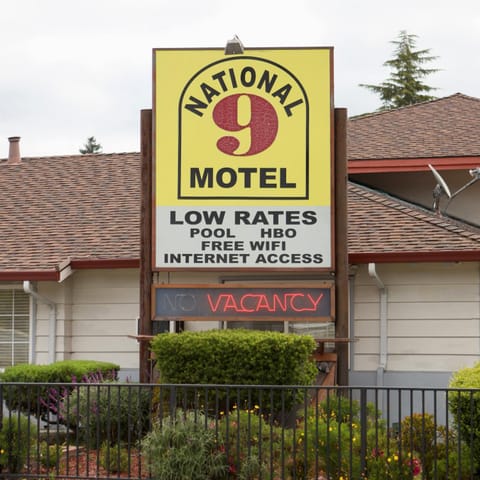 NATIONAL
9
MOTEL
LOW RATES
POOL HBO
FREE WIFI
INTERNET ACCESS
NO VACANCY